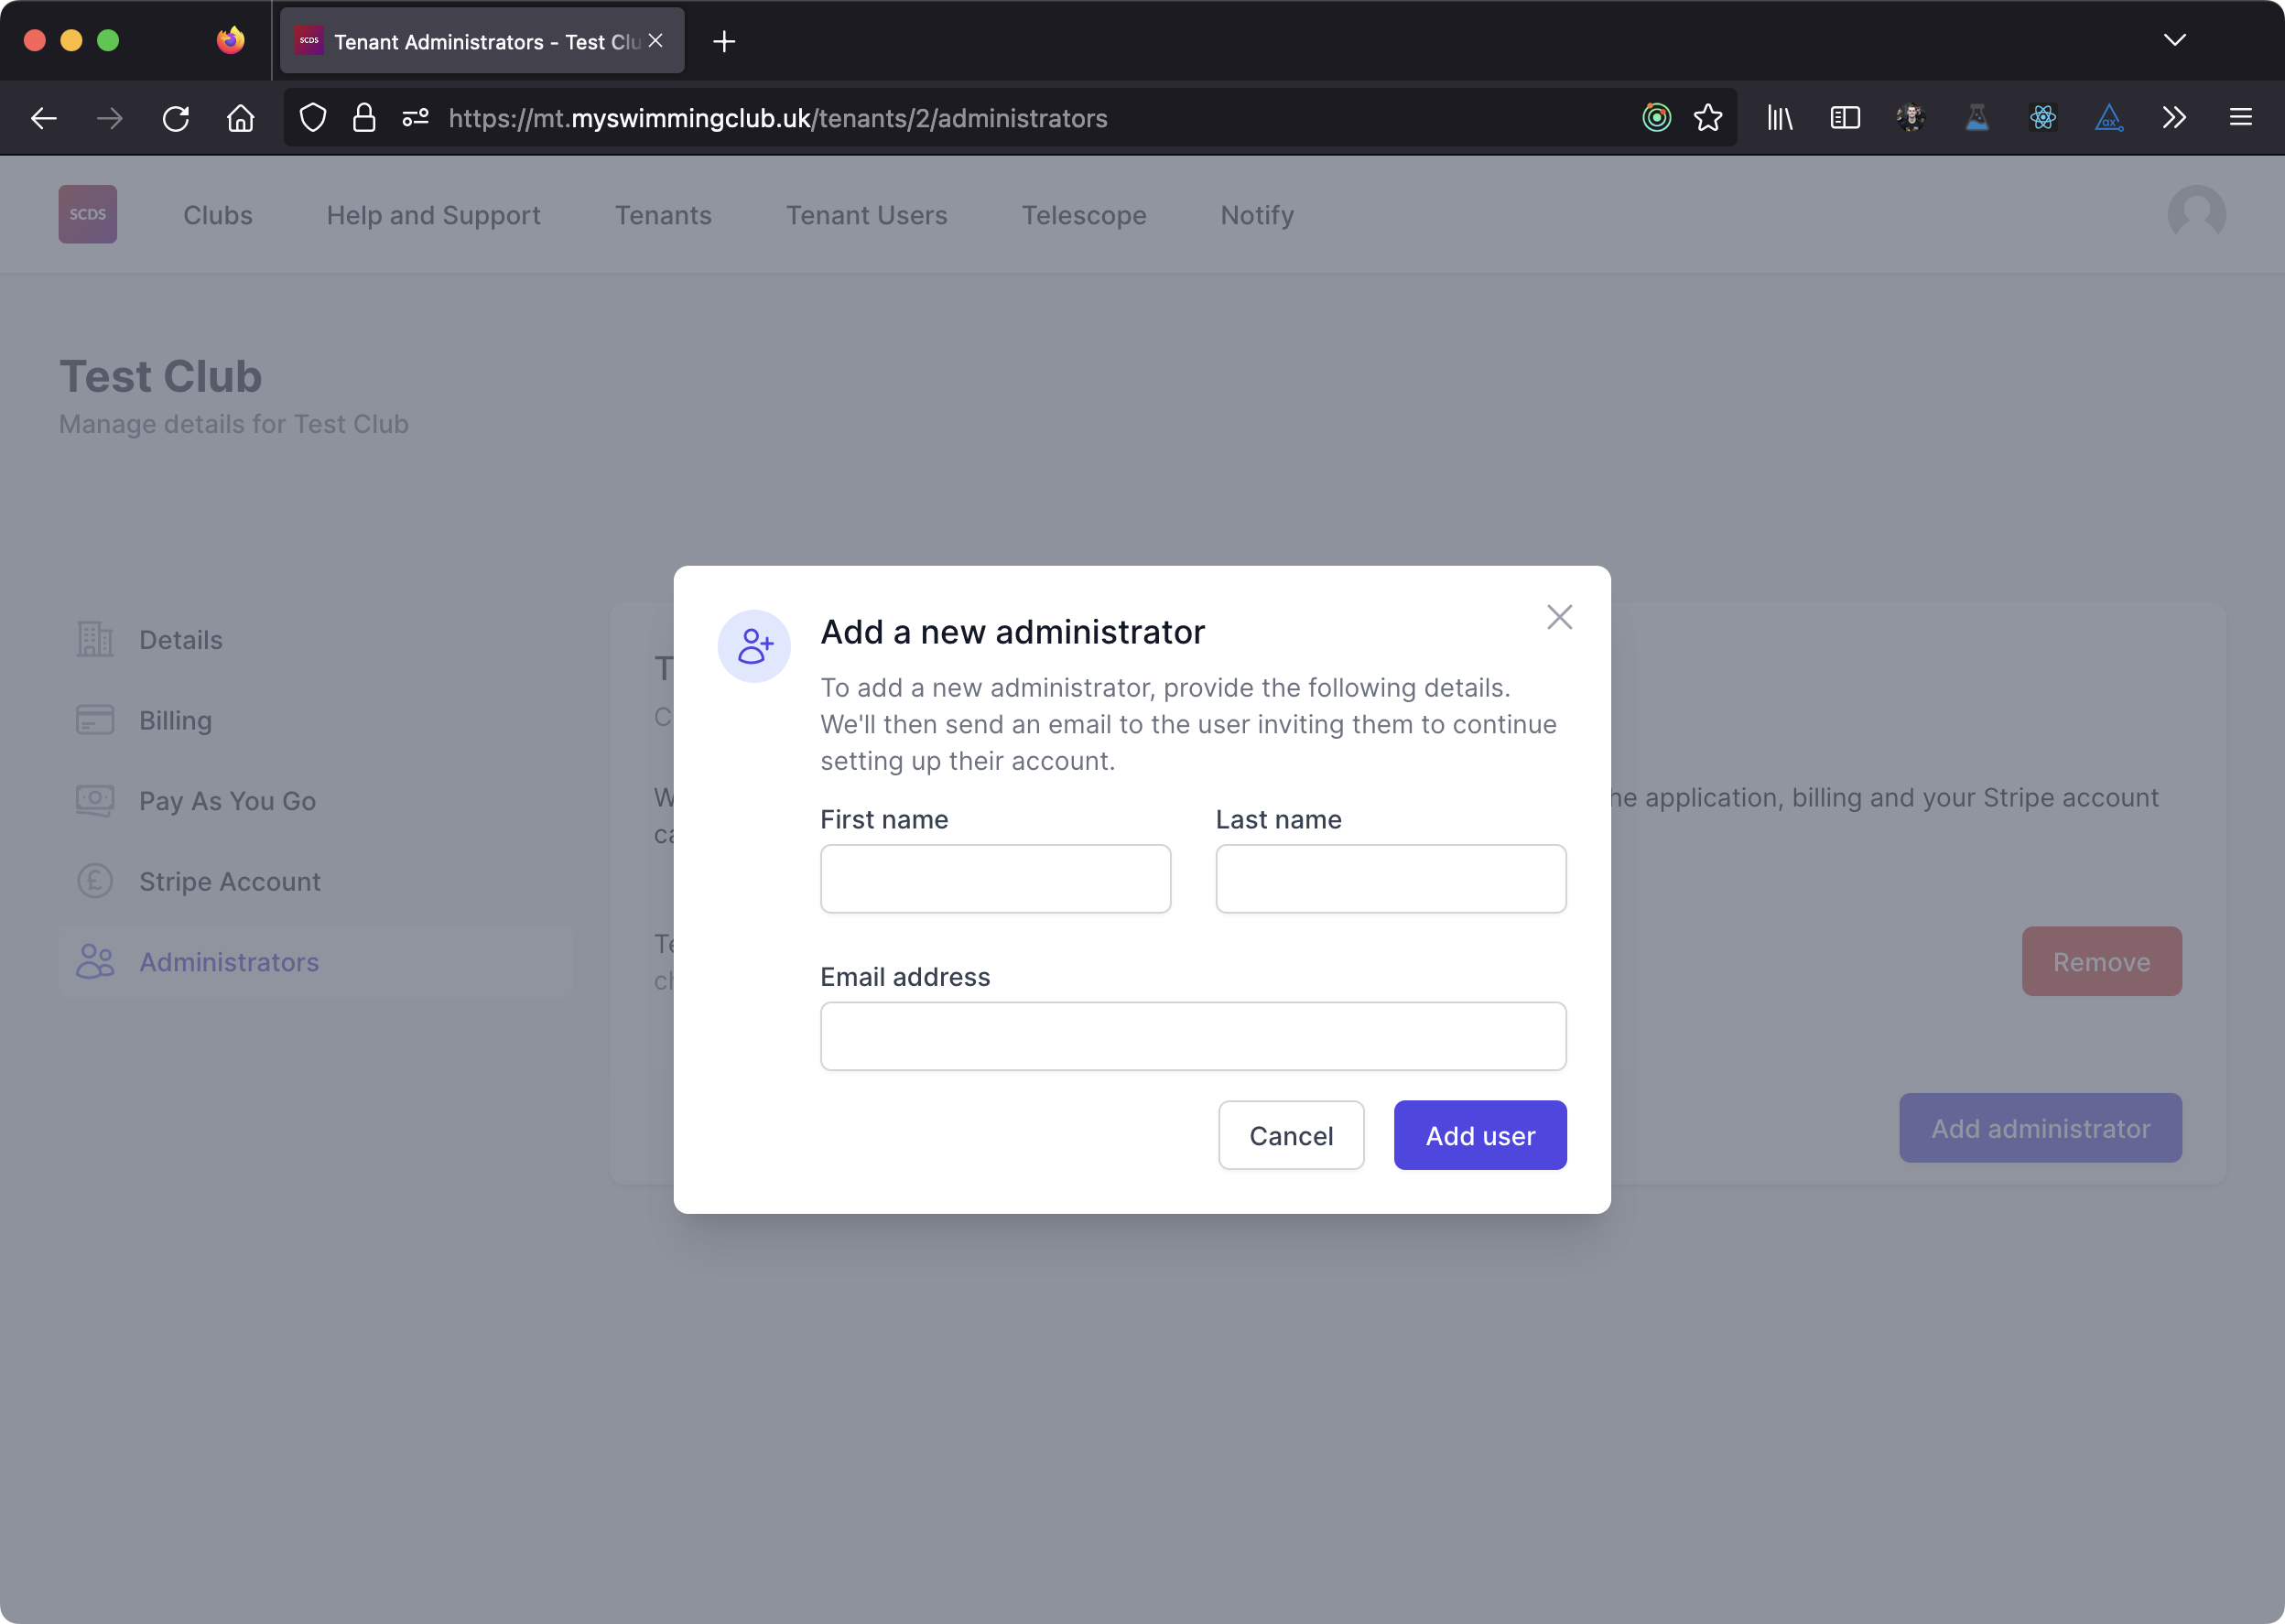 SCDS Tenant Administrators - Test Clu
https://mt.myswimmingclub.uk/tenants/2/administrators
SCDS
Clubs
Help and Support
Tenants
Tenant Users
Telescope
Notify
Test Club
Manage details for Test Club
Details
Billing
Pay As You Go
Stripe Account
Administrators
Add a new administrator
To add a new administrator, provide the following details.
We'll then send an email to the user inviting them to continue
setting up their account.
First name
Last name
Email address
Cancel
Add user
application, billing and your Stripe account
Remove
Add administrator